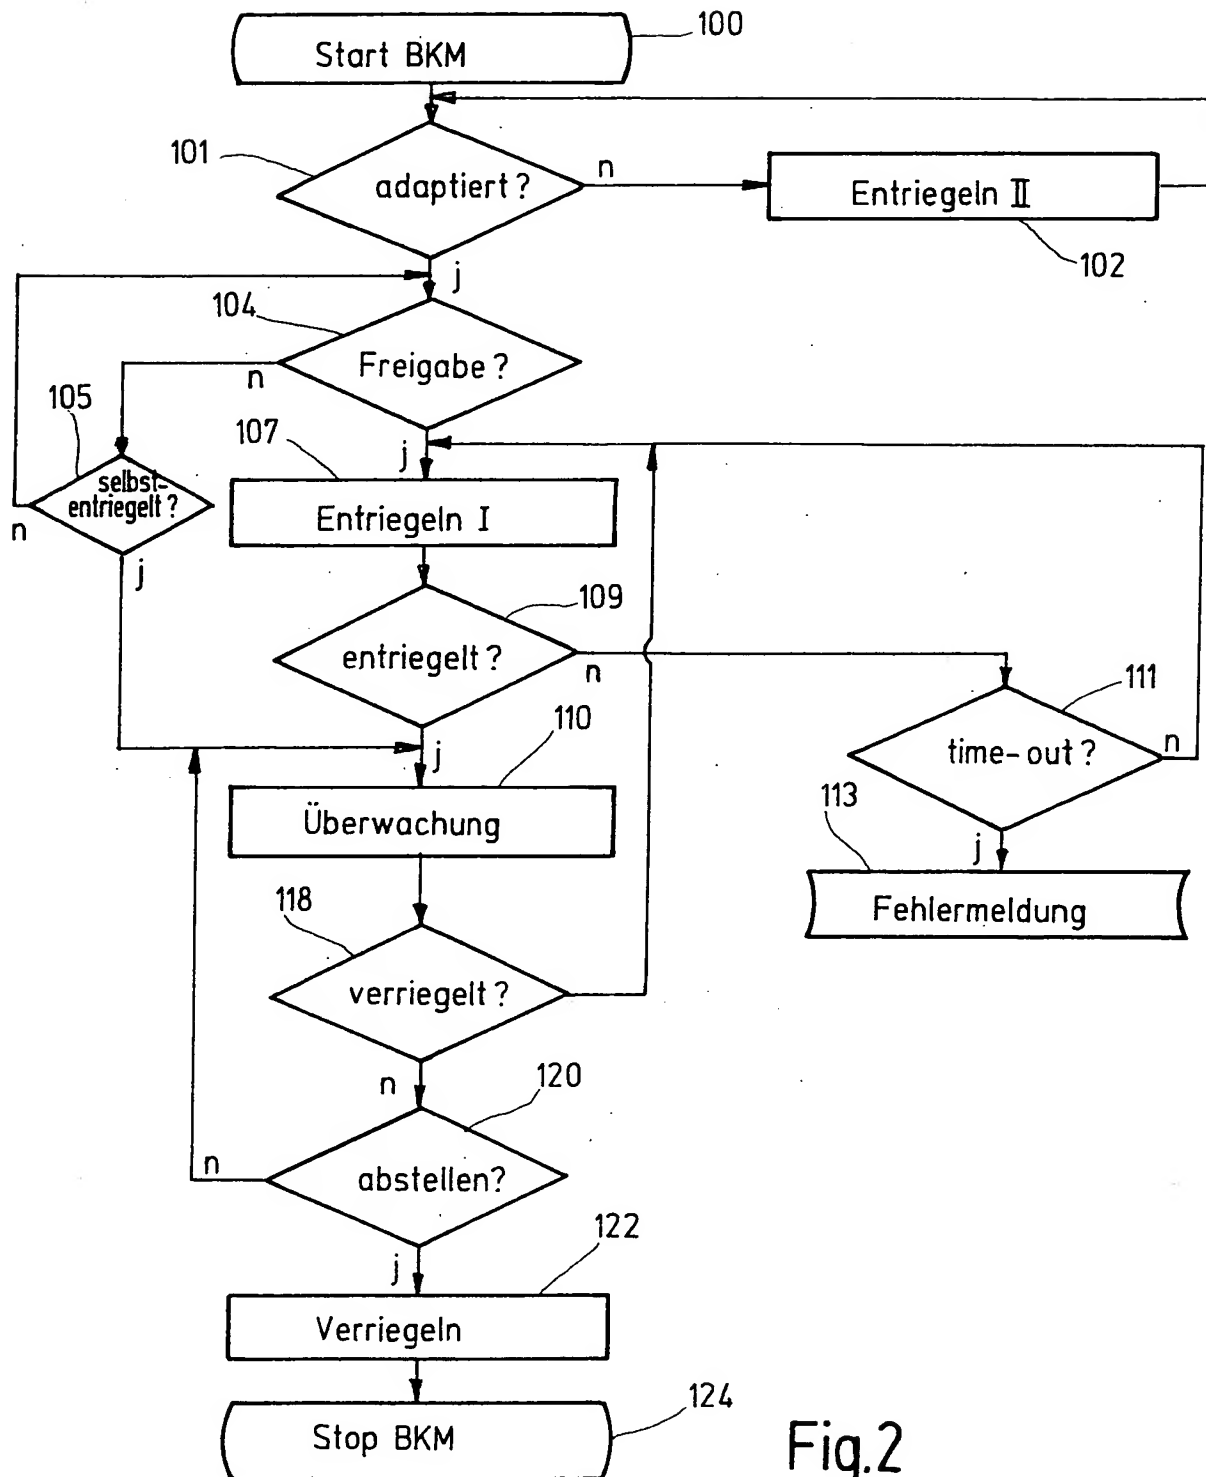 100
Start BKM
101
adaptiert?
n
Entriegeln II
102
j
104
Freigabe?
n
105
107
j
selbst-
entriegelt?
n
j
Entriegeln I
109
entriegelt?
n
110
111
j
time-out?
n
Überwachung
113
j
Fehlermeldung
118
verriegelt?
n
120
n
abstellen?
122
j
Verriegeln
124
Stop BKM
Fig.2